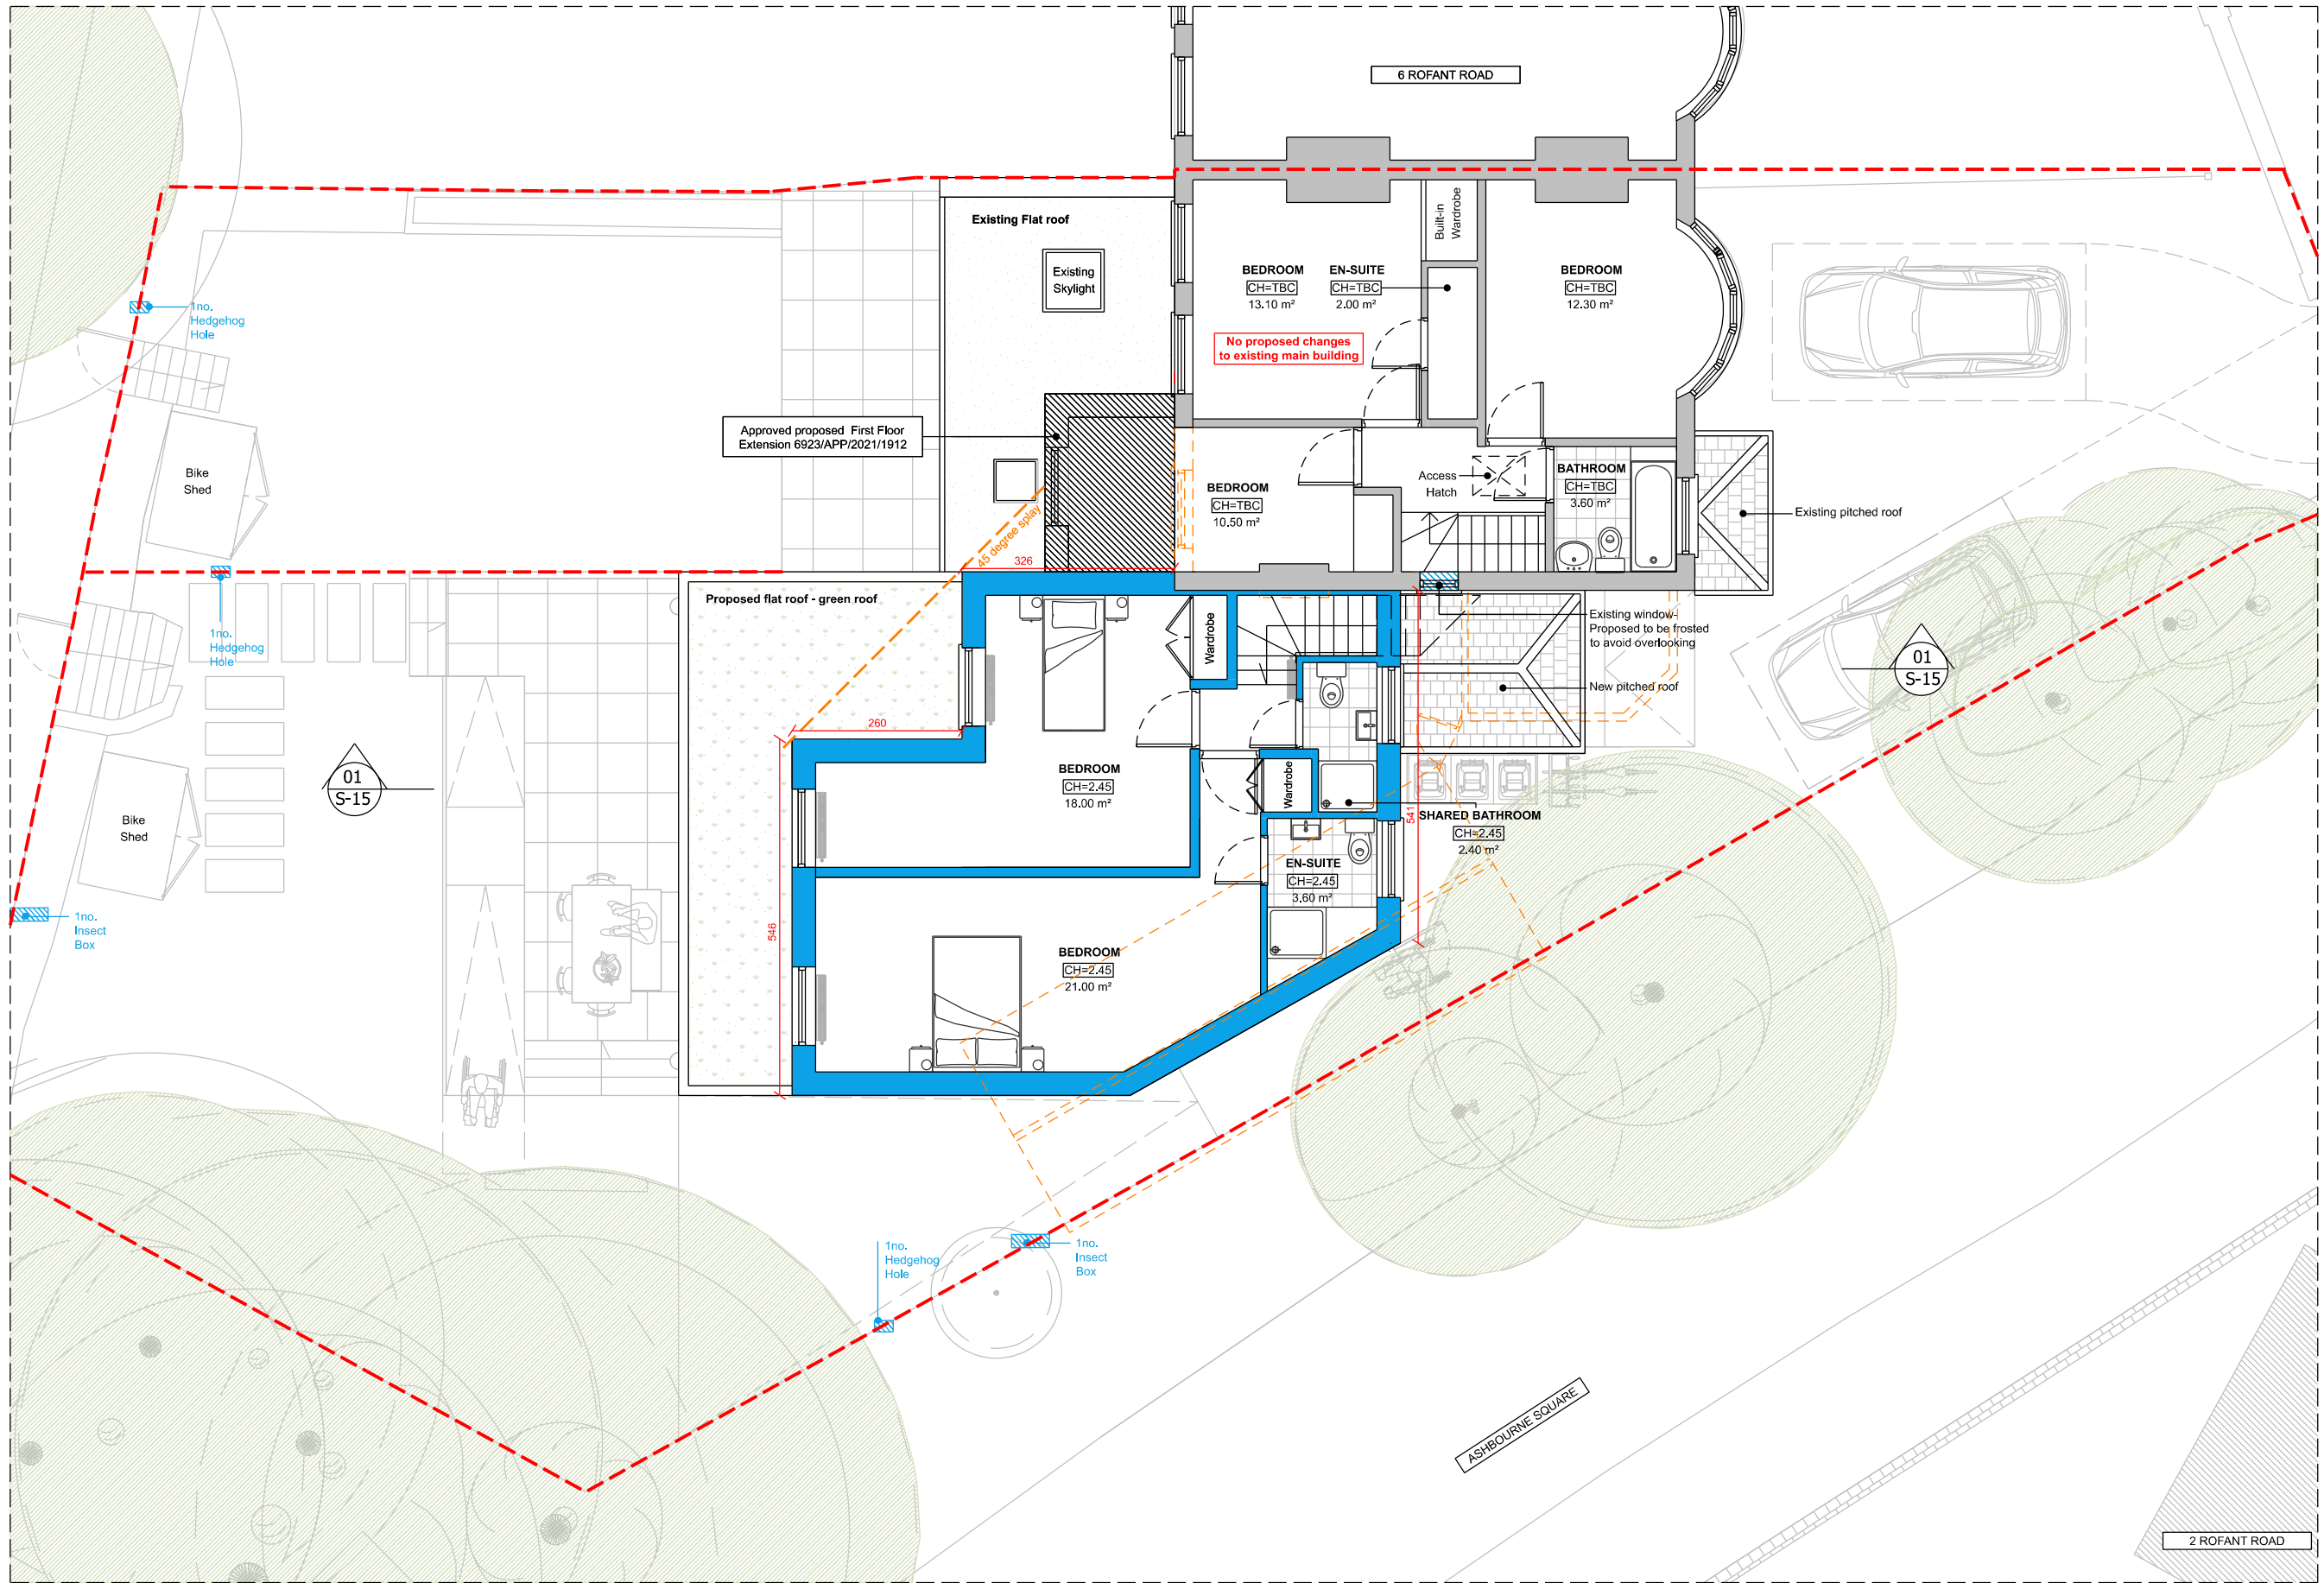 6 ROFANT ROAD
Existing Flat roof
Existing
Skylight
Built-in
Wardrobe
BEDROOM
CH=TBC
13.10 m²
EN-SUITE
CH=TBC
2.00 m²
BEDROOM
CH=TBC
12.30 m²
No proposed changes
to existing main building
1no.
Hedgehog
Hole
Approved proposed First Floor
Extension 6923/APP/2021/1912
Bike
Shed
BEDROOM
CH=TBC
10.50 m²
Access
Hatch
BATHROOM
CH=TBC
3.60 m²
Existing pitched roof
45 degree splay
326
Proposed flat roof - green roof
Wardrobe
Existing window-
Proposed to be frosted
to avoid overlooking
1no.
Hedgehog
Hole
01
S-15
New pitched roof
260
01
S-15
BEDROOM
CH=2.45
18.00 m²
Wardrobe
541
SHARED BATHROOM
CH=2.45
2.40 m²
Bike
Shed
EN-SUITE
CH=2.45
3.60 m²
1no.
Insect
Box
546
BEDROOM
CH=2.45
21.00 m²
1no.
Hedgehog
Hole
1no.
Insect
Box
ASHBOURNE SQUARE
2 ROFANT ROAD